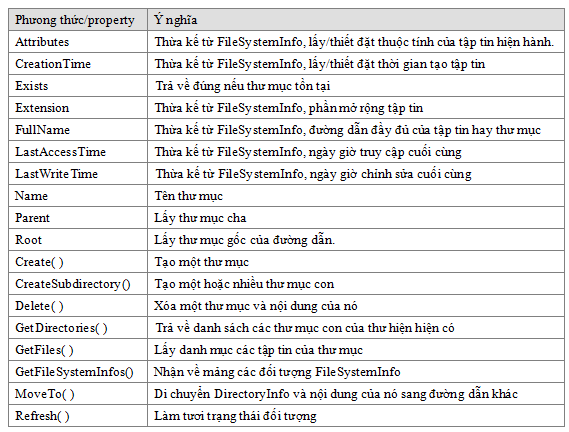 Phương thức/property Ý nghĩa
Attributes Thừa kế từ FileSystemInfo, lấy/thiết đặt thuộc tính của tập tin hiện hành.
CreationTime Thừa kế từ FileSystemInfo, lấy/thiết đặt thời gian tạo tập tin
Exists Trả về đúng nếu thư mục tồn tại
Extension Thừa kế từ FileSystemInfo, phần mở rộng tập tin
FullName Thừa kế từ FileSystemInfo, đường dẫn đầy đủ của tập tin hay thư mục
LastAccessTime Thừa kế từ FileSystemInfo, ngày giờ truy cập cuối cùng
LastWriteTime Thừa kế từ FileSystemInfo, ngày giờ chỉnh sửa cuối cùng
Name Tên thư mục
Parent Lấy thư mục cha
Root Lấy thư mục gốc của đường dẫn.
Create( ) Tạo một thư mục
CreateSubdirectory() Tạo một hoặc nhiều thư mục con
Delete( ) Xóa một thư mục và nội dung của nó
GetDirectories( ) Trả về danh sách các thư mục con của thư hiện hiện có
GetFiles( ) Lấy danh mục các tập tin của thư mục
GetFileSystemInfos() Nhận về mảng các đối tượng FileSystemInfo
MoveTo( ) Di chuyển DirectoryInfo và nội dung của nó sang đường dẫn khác
Refresh( ) Làm tươi trạng thái đối tượng